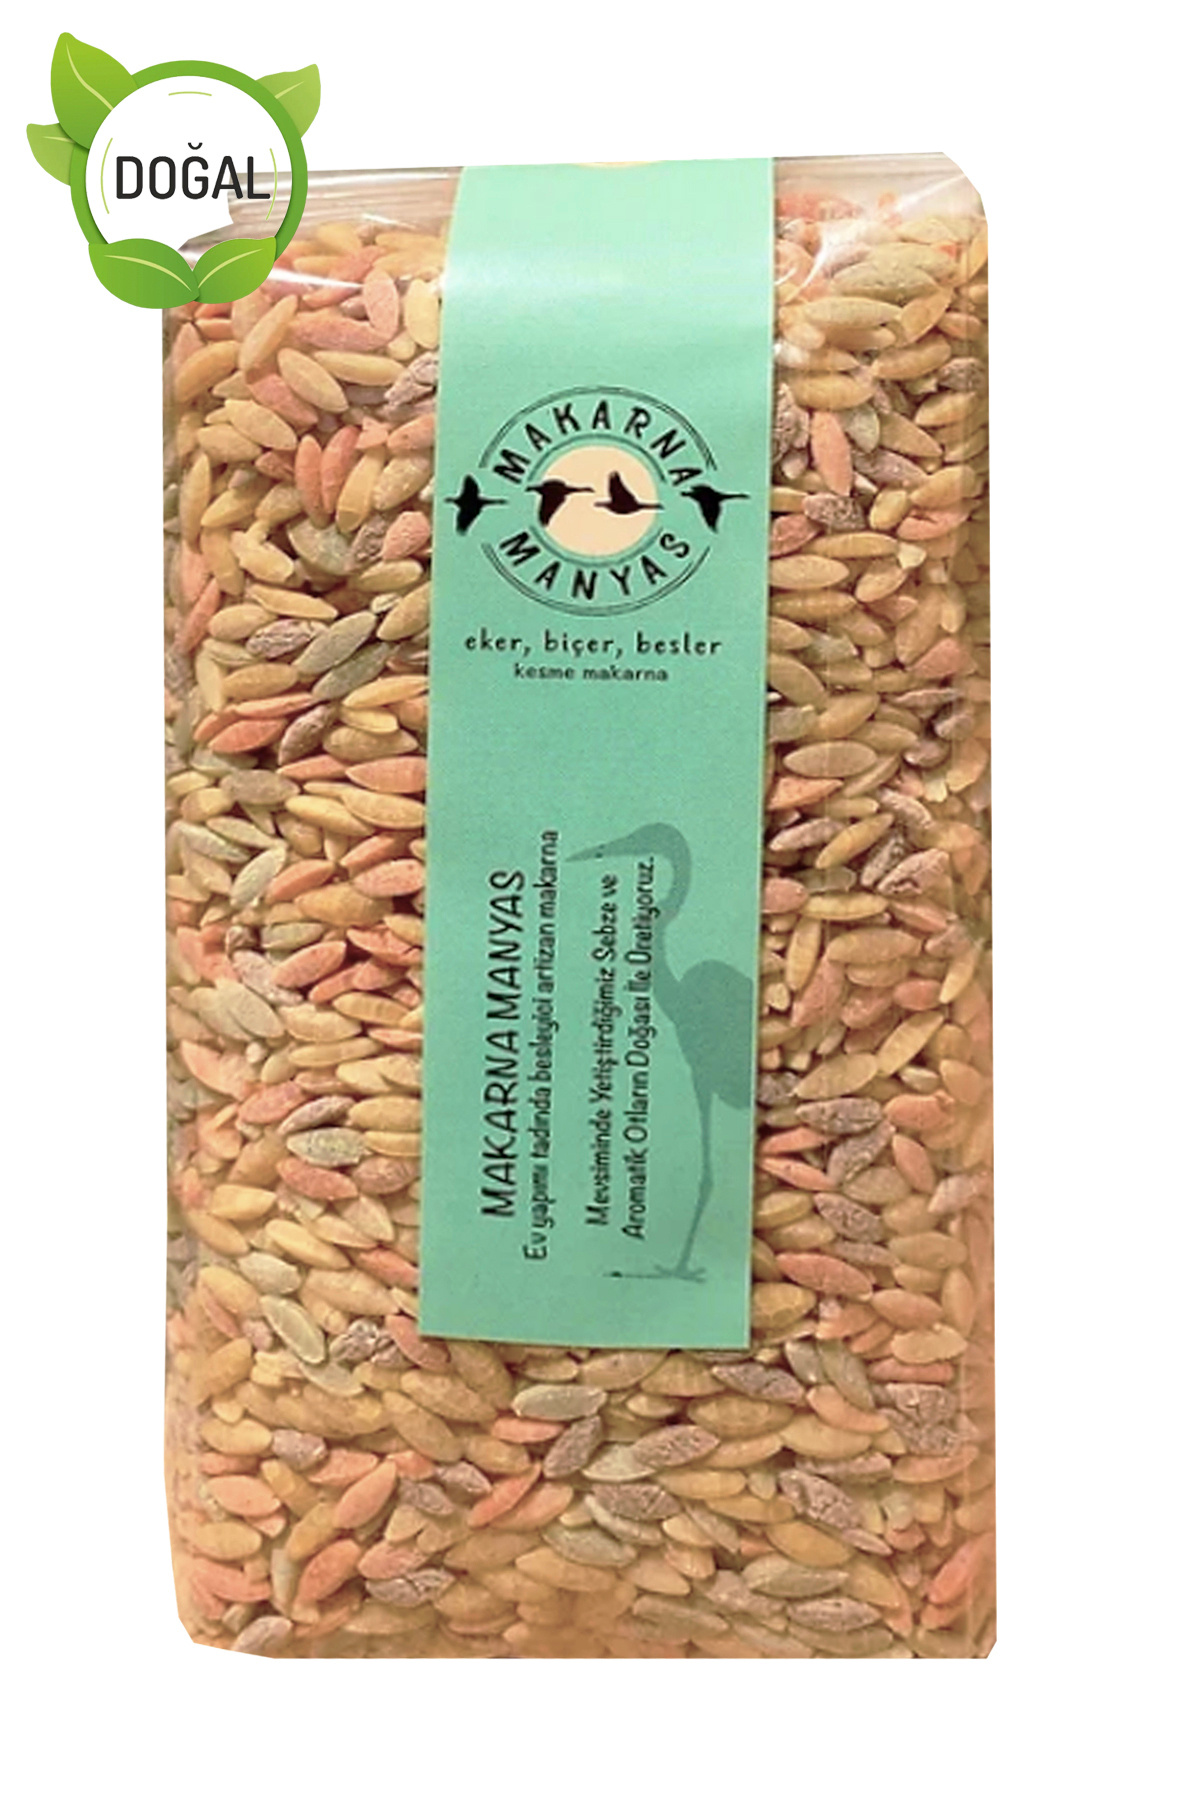 DOĞAL
MAKARNA
MANYAS
eker, biçer, besler
kesme makarna
MAKARNA MANYAS
Ev yapımı tadında besleyici artizan makarna
Mevsiminde Yetiştirdiğimiz Sebze ve
Aromatik Otların Doğası İle Üretiyoruz.